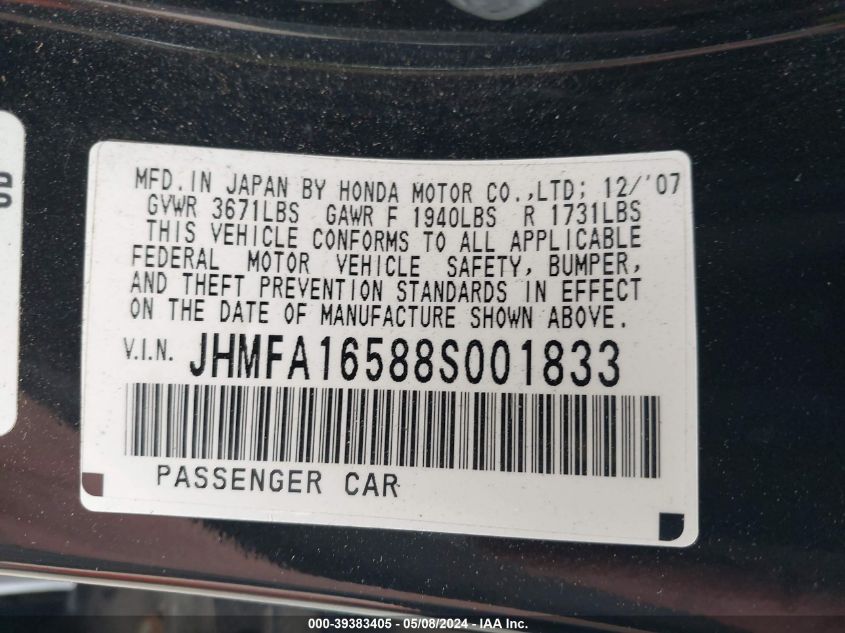 MFD. IN JAPAN BY HONDA MOTOR CO.,LTD; 12/'07
GVWR 3671LBS GAWR F 1940LBS R 1731LBS
THIS VEHICLE CONFORMS TO ALL APPLICABLE
FEDERAL MOTOR VEHICLE SAFETY, BUMPER,
AND THEFT PREVENTION STANDARDS IN EFFECT
ON THE DATE OF MANUFACTURE SHOWN ABOVE.
V.I.N. JHMFA16588S001833
PASSENGER CAR
000-39383405 - 05/08/2024 - IAA Inc.